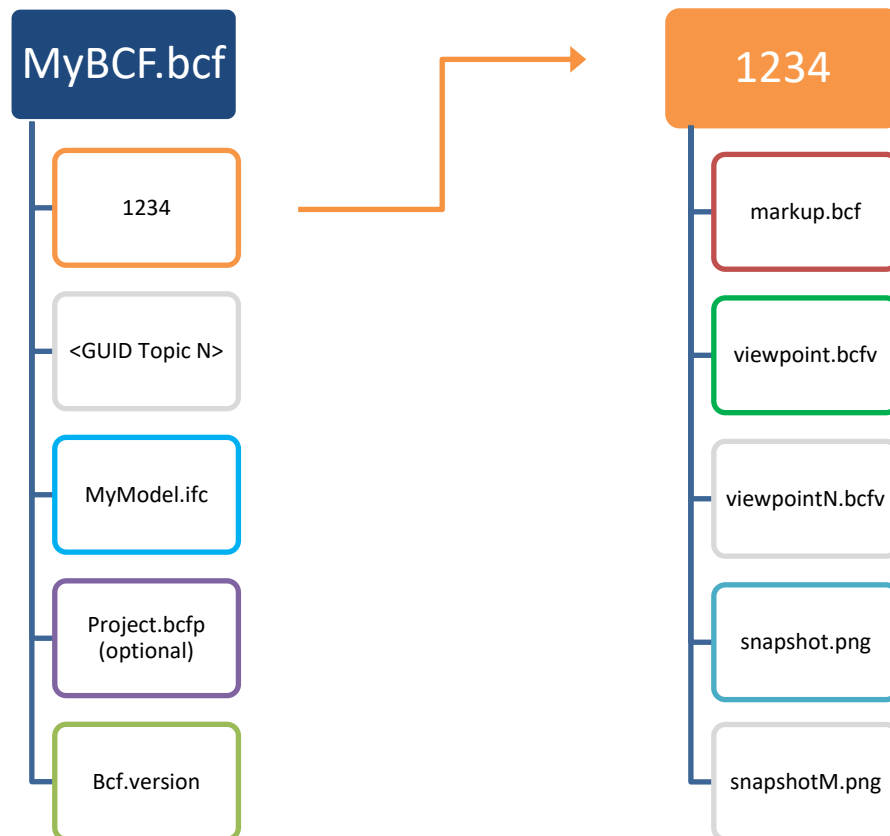 MyBCF.bcf
1234
<GUID Topic N>
MyModel.ifc
Project.bcfp
(optional)
Bcf.version
1234
markup.bcf
viewpoint.bcfv
viewpointN.bcfv
snapshot.png
snapshotM.png